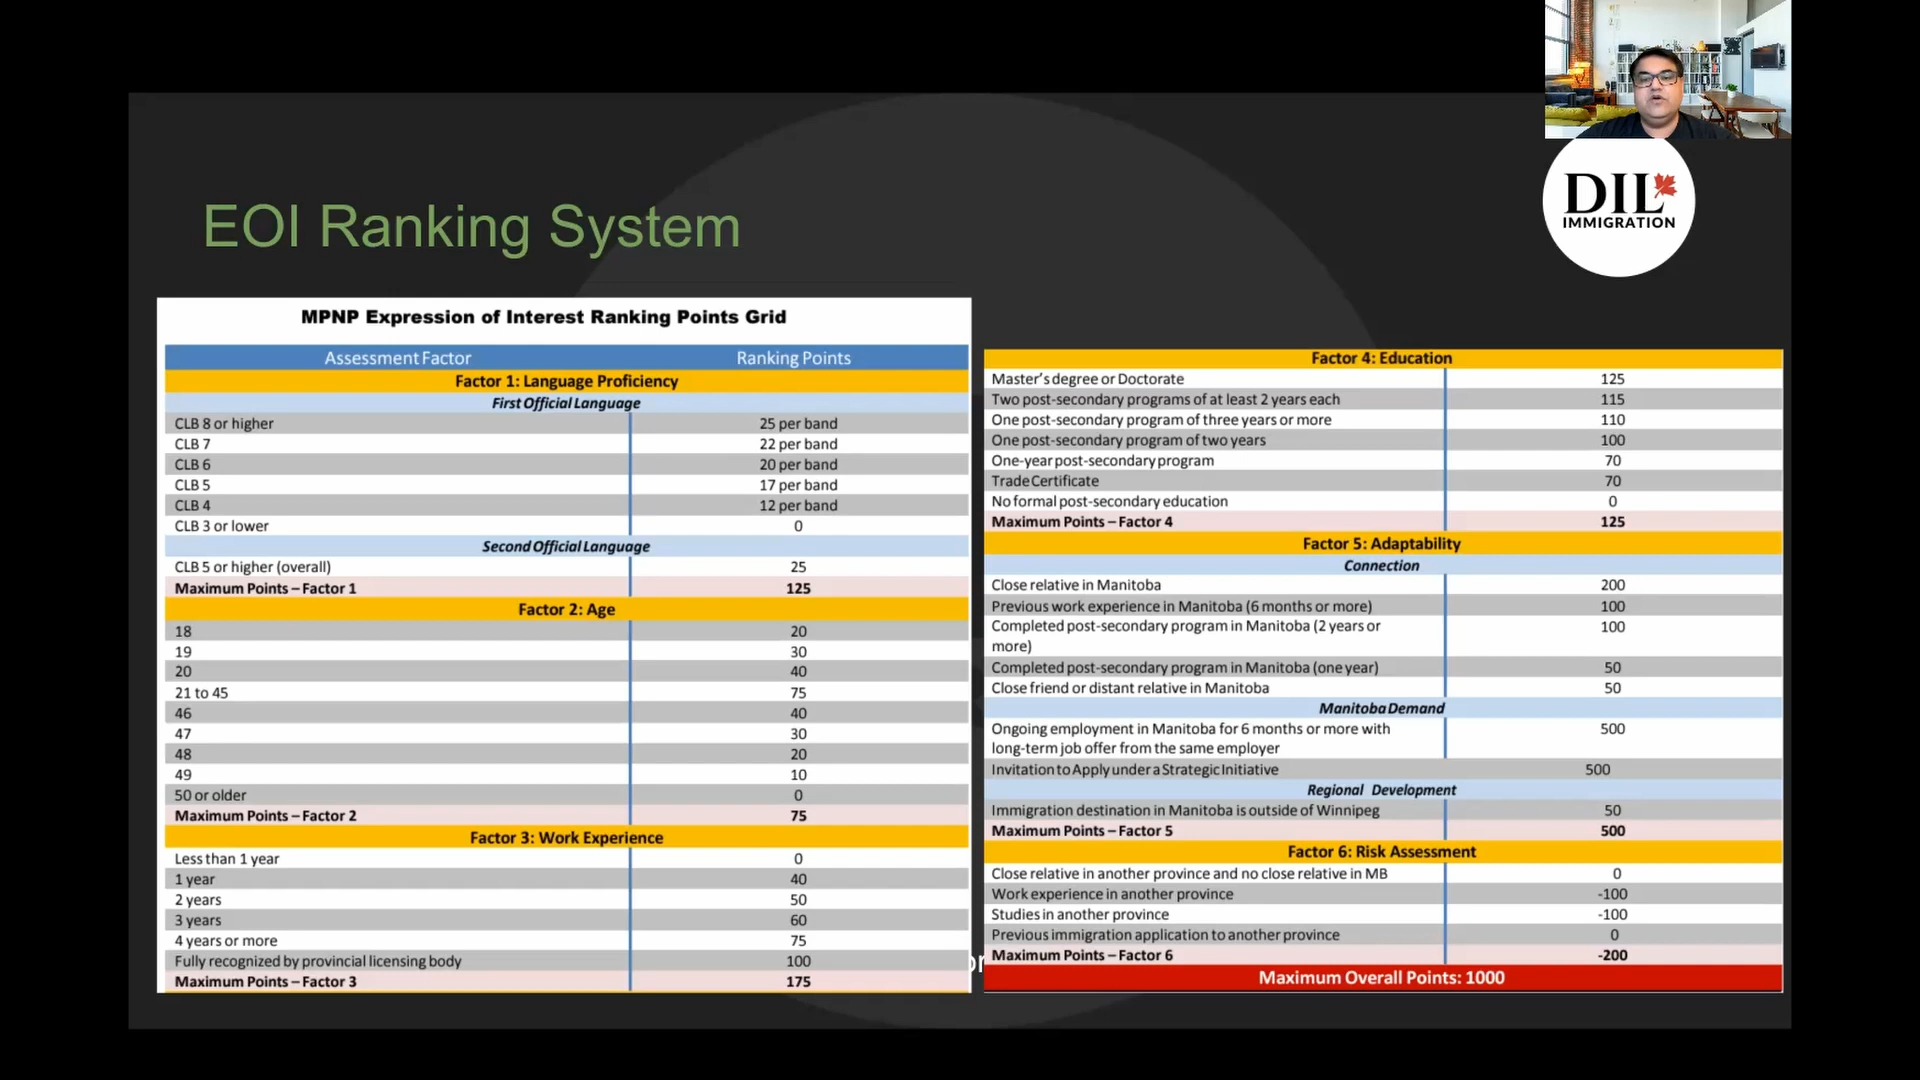 DIL
IMMIGRATION
EOI Ranking System
MPNP Expression of Interest Ranking Points Grid
Assessment Factor Ranking Points
Factor 1: Language Proficiency
First Official Language
CLB 8 or higher 25 per band
CLB 7 22 per band
CLB 6 20 per band
CLB 5 17 per band
CLB 4 12 per band
CLB 3 or lower 0
Second Official Language
CLB 5 or higher (overall) 25
Maximum Points – Factor 1 125
Factor 2: Age
18 20
19 30
20 40
21 to 45 75
46 40
47 30
48 20
49 10
50 or older 0
Maximum Points – Factor 2 75
Factor 3: Work Experience
Less than 1 year 0
1 year 40
2 years 50
3 years 60
4 years or more 75
Fully recognized by provincial licensing body 100
Maximum Points – Factor 3 175
Factor 4: Education
Master's degree or Doctorate 125
Two post-secondary programs of at least 2 years each 115
One post-secondary program of three years or more 110
One post-secondary program of two years 100
One-year post-secondary program 70
Trade Certificate 70
No formal post-secondary education 0
Maximum Points – Factor 4 125
Factor 5: Adaptability
Connection
Close relative in Manitoba 200
Previous work experience in Manitoba (6 months or more) 100
Completed post-secondary program in Manitoba (2 years or 100
more)
Completed post-secondary program in Manitoba (one year) 50
Close friend or distant relative in Manitoba 50
Manitoba Demand
Ongoing employment in Manitoba for 6 months or more with 500
long-term job offer from the same employer
Invitation to Apply under a Strategic Initiative 500
Regional Development
Immigration destination in Manitoba is outside of Winnipeg 50
Maximum Points – Factor 5 500
Factor 6: Risk Assessment
Close relative in another province and no close relative in MB 0
Work experience in another province -100
Studies in another province -100
Previous immigration application to another province 0
Maximum Points – Factor 6 -200
Maximum Overall Points: 1000